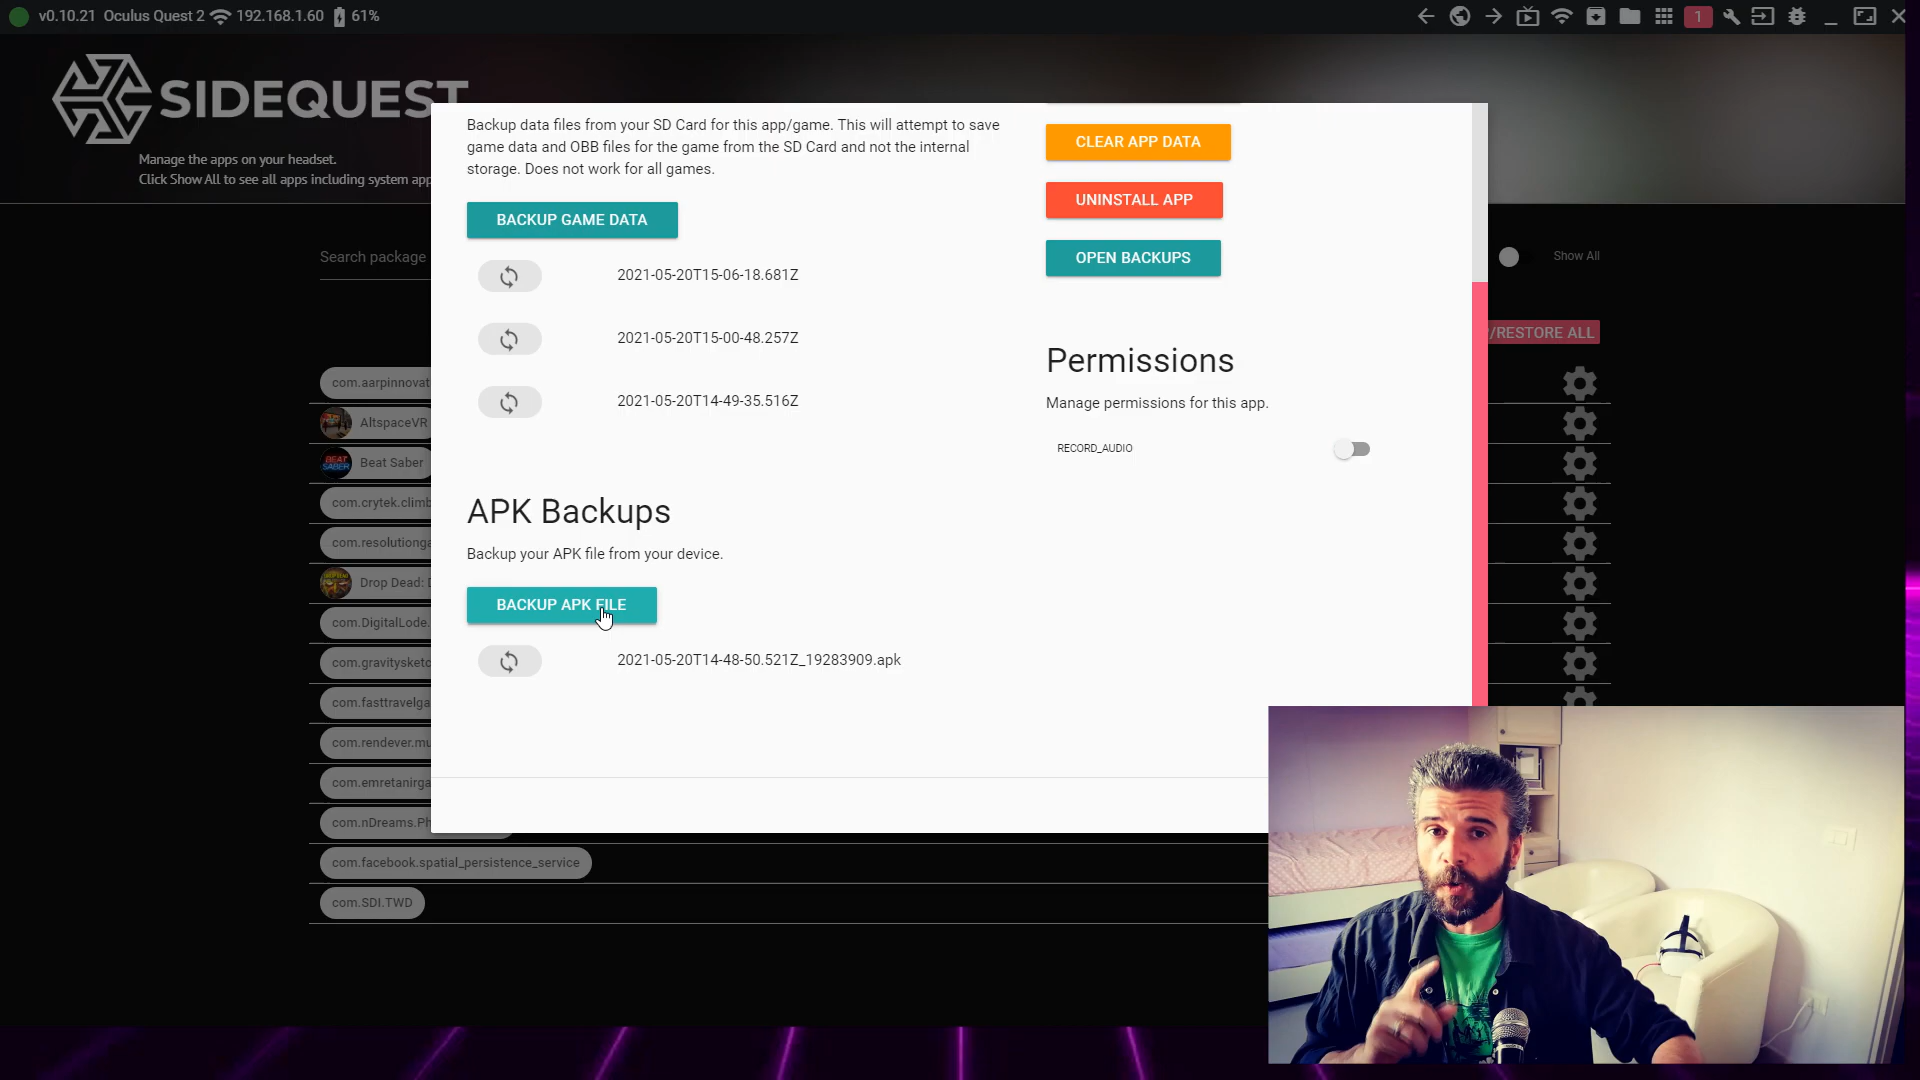 v0.10.21 Oculus Quest 2 192.168.1.60 61%
1
SIDEQUEST
Manage the apps on your headset.
Click Show All to see all apps including system app
Search package
Show All
/RESTORE ALL
com.aarpinnovat
AltspaceVR
Beat Saber
BEAT SABER
com.crytek.climb
com.resolutionga
Drop Dead: D
com.DigitalLode.
com.gravitysketc
com.fasttravelga
com.rendever.mu
com.emretanirga
com.nDreams.Ph
com.facebook.spatial_persistence_service
com.SDI.TWD
Backup data files from your SD Card for this app/game. This will attempt to save
game data and OBB files for the game from the SD Card and not the internal
storage. Does not work for all games.
BACKUP GAME DATA
2021-05-20T15-06-18.681Z
2021-05-20T15-00-48.257Z
2021-05-20T14-49-35.516Z
APK Backups
Backup your APK file from your device.
BACKUP APK FILE
2021-05-20T14-48-50.521Z_19283909.apk
CLEAR APP DATA
UNINSTALL APP
OPEN BACKUPS
Permissions
Manage permissions for this app.
RECORD_AUDIO